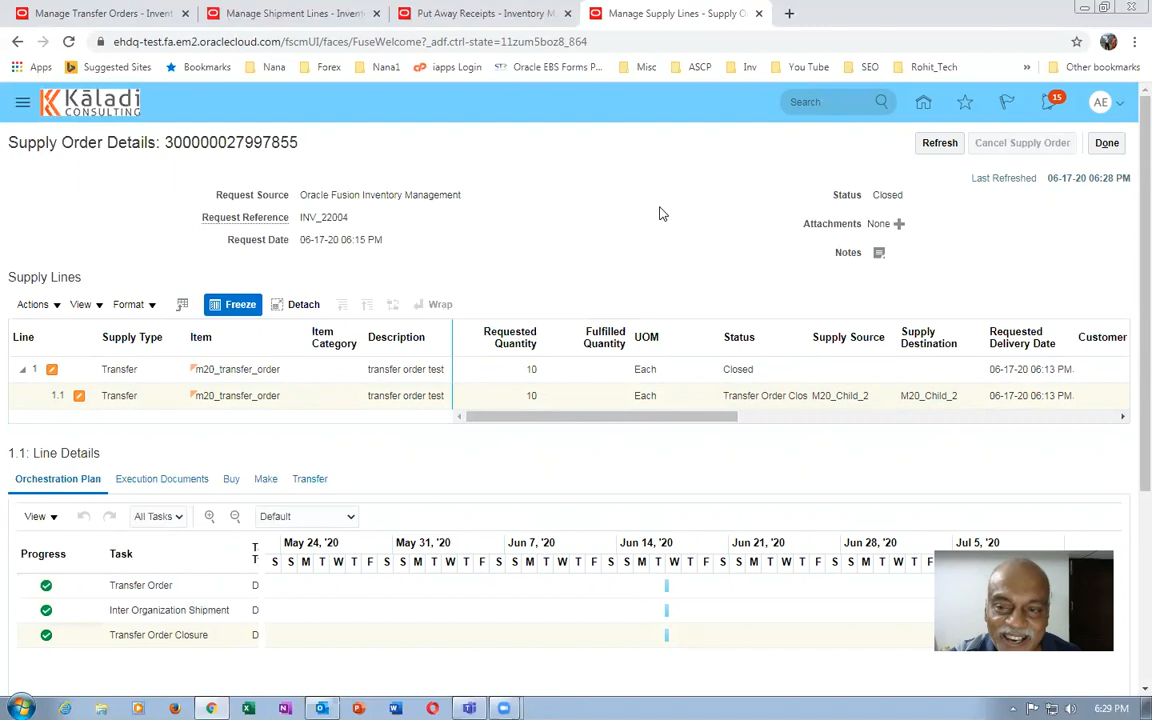 Manage Transfer Orders - Invent
Manage Shipment Lines - Invent
Put Away Receipts - Inventory M
Manage Supply Lines - Supply O
ehdq-test.fa.em2.oraclecloud.com/fscmUI/faces/FuseWelcome?_adf.ctrl-state=11zum5boz8_864
Apps Suggested Sites Bookmarks Nana Forex Nana1 iapps Login Oracle EBS Forms P... Misc ASCP Inv You Tube SEO Rohit_Tech » Other bookmarks
Kāladi
CONSULTING
Search
15
AE
Supply Order Details: 300000027997855
Refresh Cancel Supply Order Done
Last Refreshed 06-17-20 06:28 PM
Request Source Oracle Fusion Inventory Management
Status Closed
Request Reference INV_22004
Attachments None
Request Date 06-17-20 06:15 PM
Notes
Supply Lines
Actions View Format Freeze Detach Wrap
Line Supply Type Item Item Category Description Requested Quantity Fulfilled Quantity UOM Status Supply Source Supply Destination Requested Delivery Date Customer
1 Transfer m20_transfer_order transfer order test 10 Each Closed 06-17-20 06:13 PM
1.1 Transfer m20_transfer_order transfer order test 10 Each Transfer Order Clos M20_Child_2 M20_Child_2 06-17-20 06:13 PM
1.1: Line Details
Orchestration Plan Execution Documents Buy Make Transfer
View All Tasks Default
Progress Task T T
May 24, '20 May 31, '20 Jun 7, '20 Jun 14, '20 Jun 21, '20 Jun 28, '20 Jul 5, '20
S S M T W T F S S M T W T F S S M T W T F S S M T W T F S S M T W T F S S M T W T F
Transfer Order D
Inter Organization Shipment D
Transfer Order Closure D
6:29 PM